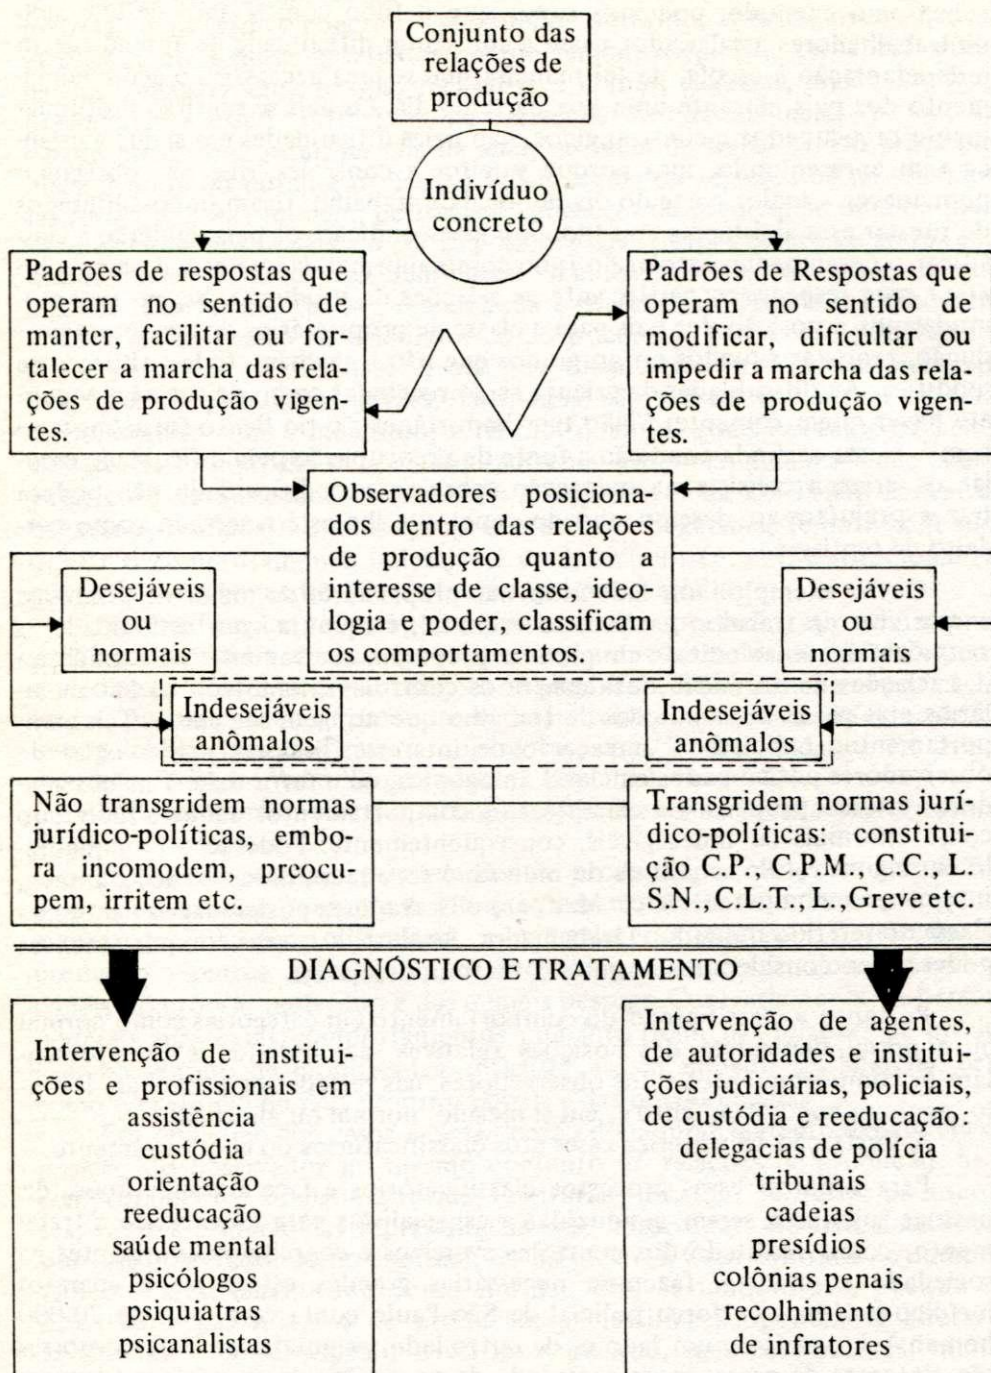 Conjunto das
relações de
produção
Indivíduo
concreto
Padrões de respostas que
operam no sentido de
manter, facilitar ou for-
talecer a marcha das rela-
ções de produção vigen-
tes.
Padrões de Respostas que
operam no sentido de
modificar, dificultar ou
impedir a marcha das rela-
ções de produção vigen-
tes.
Observadores posiciona-
dos dentro das relações
de produção quanto a
interesse de classe, ideo-
logia e poder, classificam
os comportamentos.
Desejáveis
ou
normais
Desejáveis
ou
normais
Indesejáveis
anômalos
Indesejáveis
anômalos
Não transgridem normas
jurídico-políticas, embo-
ra incomodem, preocu-
pem, irritem etc.
Transgridem normas jurí-
dico-políticas: constitui-
ção C.P., C.P.M., C.C., L.
S.N., C.L.T., L., Greve etc.
DIAGNÓSTICO E TRATAMENTO
Intervenção de institui-
ções e profissionais em
assistência
custódia
orientação
reeducação
saúde mental
psicólogos
psiquiatras
psicanalistas
Intervenção de agentes,
de autoridades e institui-
ções judiciárias, policiais,
de custódia e reeducação:
delegacias de polícia
tribunais
cadeias
presídios
colônias penais
recolhimento
de infratores